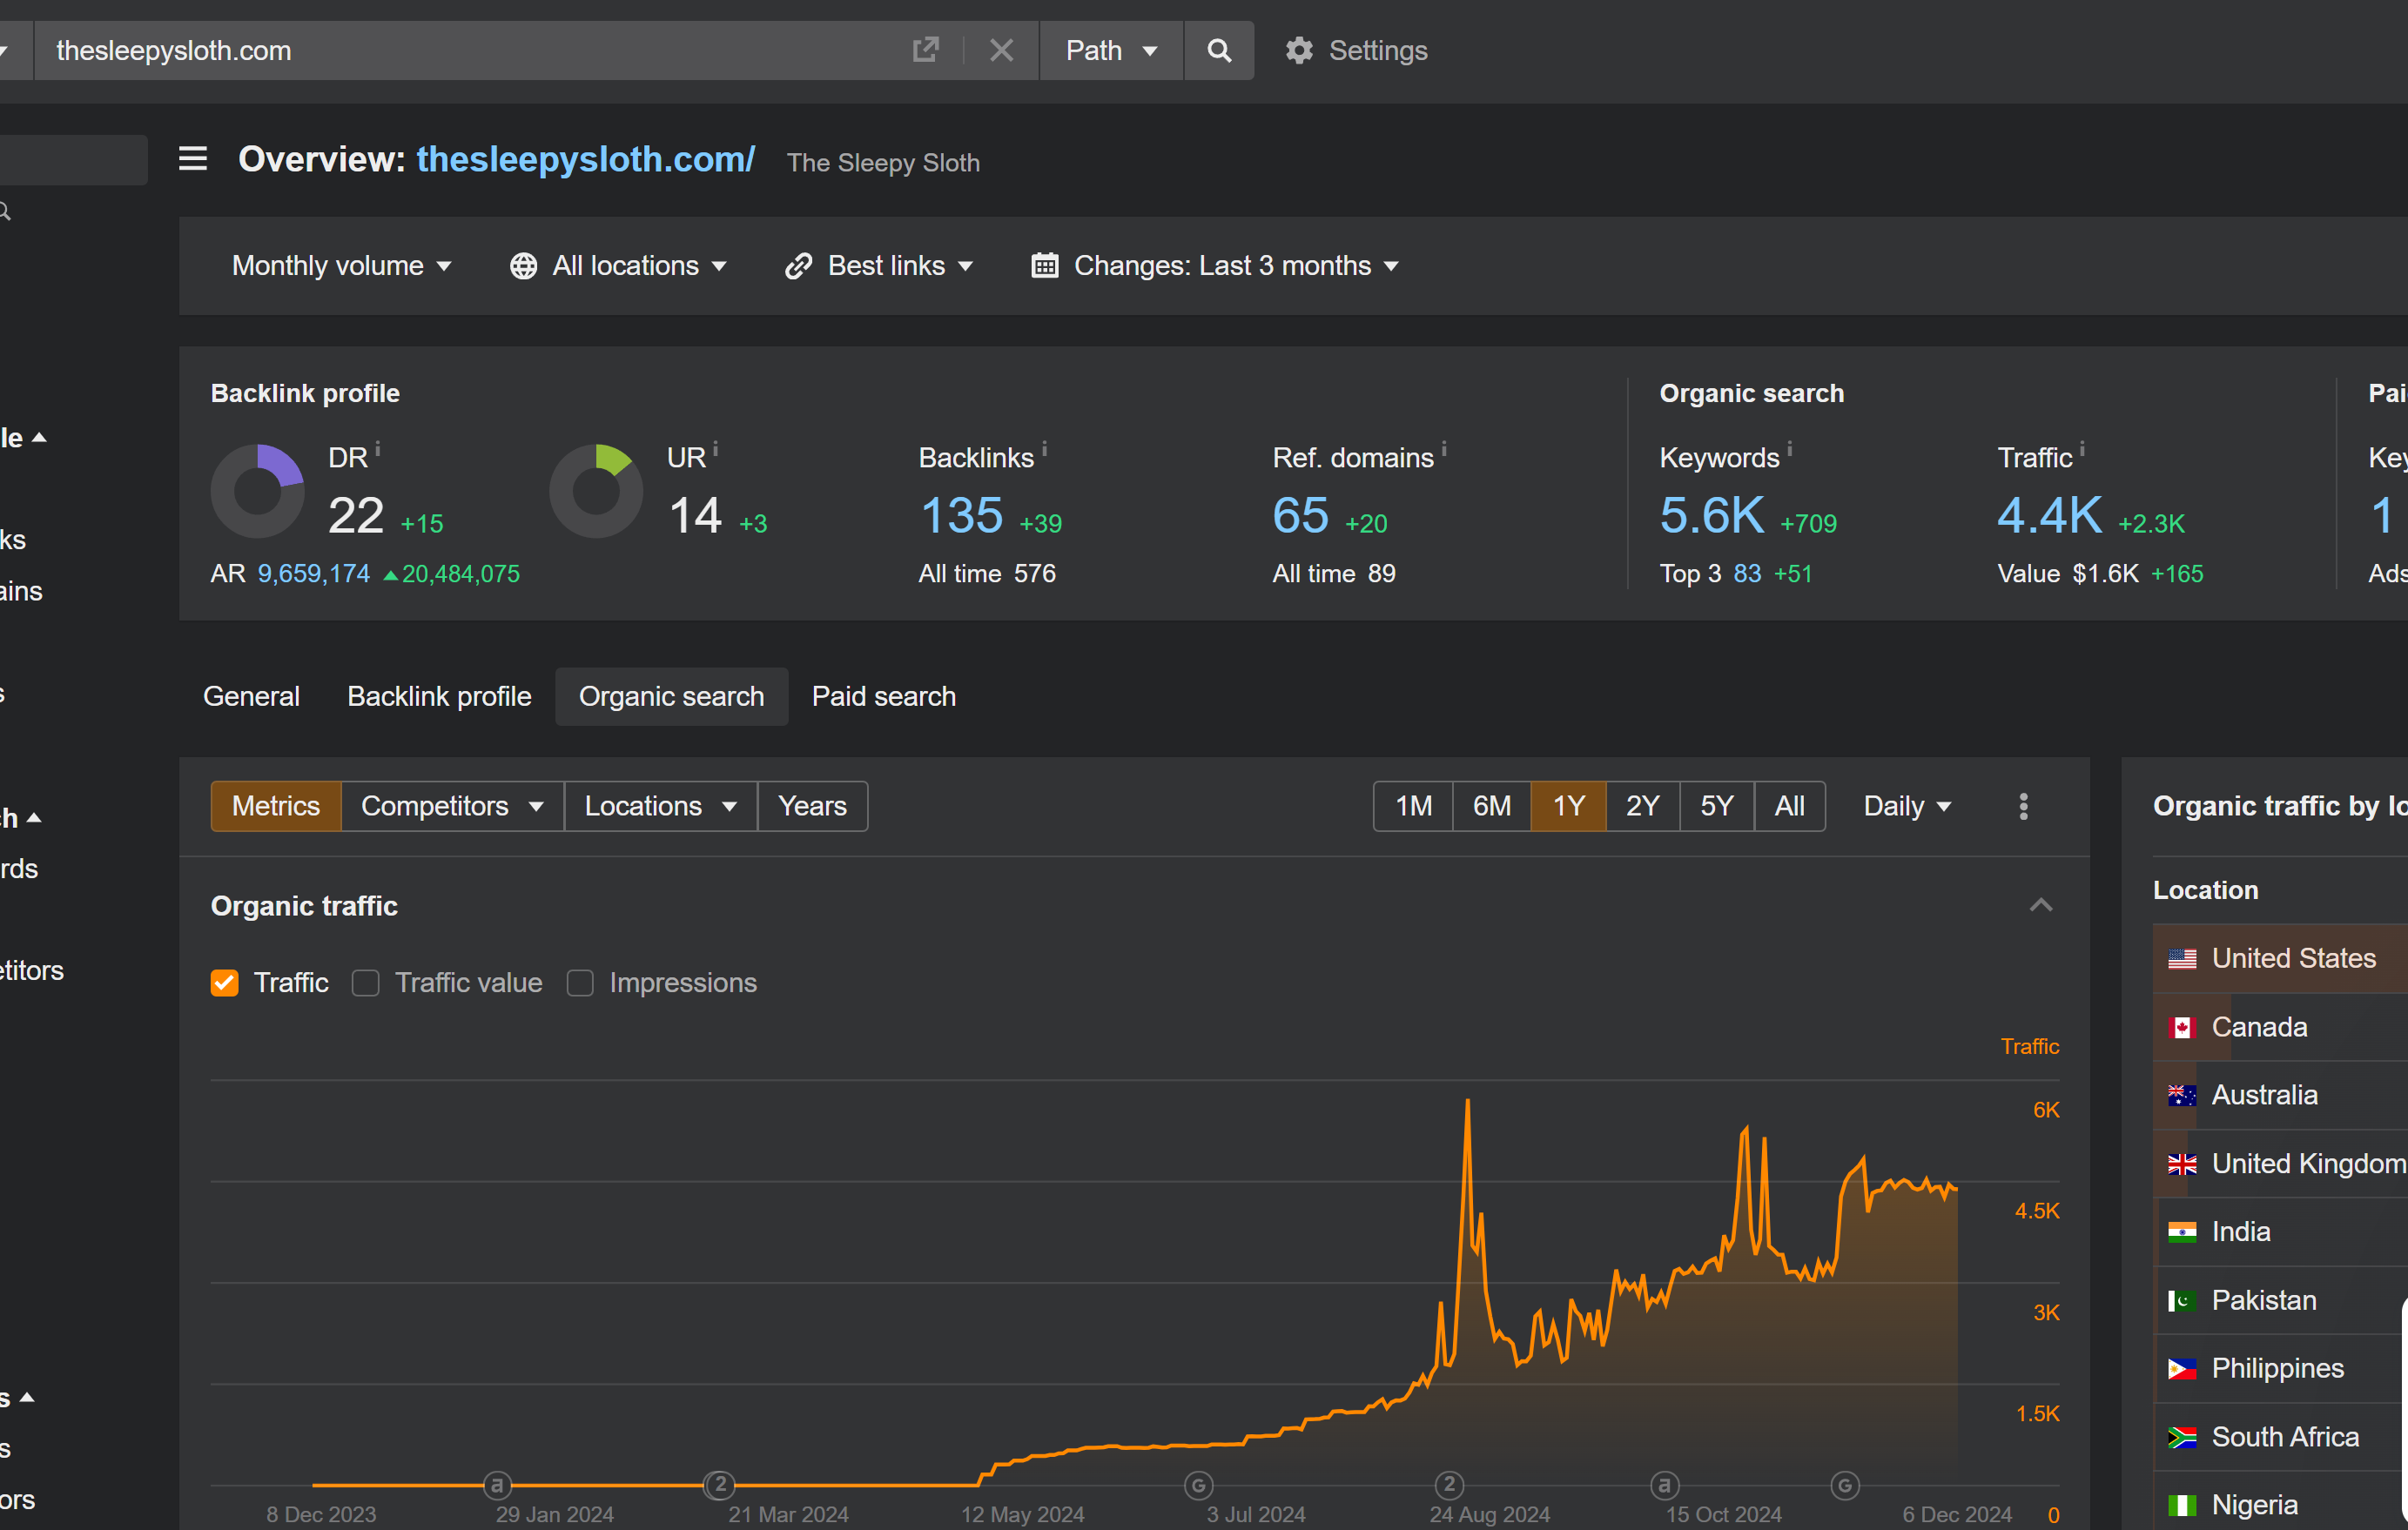 thesleepysloth.com
Path
Settings
Overview: thesleepysloth.com/ The Sleepy Sloth
Monthly volume
All locations
Best links
Changes: Last 3 months
Backlink profile
DR
22 +15
AR 9,659,174 20,484,075
UR
14 +3
Backlinks
135 +39
All time 576
Ref. domains
65 +20
All time 89
Organic search
Keywords
5.6K +709
Top 3 83 +51
Traffic
4.4K +2.3K
Value $1.6K +165
Pai
Key
1
Ads
le
ks
ains
s
h
rds
etitors
s
s
ors
General
Backlink profile
Organic search
Paid search
Metrics
Competitors
Locations
Years
1M
6M
1Y
2Y
5Y
All
Daily
Organic traffic
Traffic
Traffic value
Impressions
Traffic
6K
4.5K
3K
1.5K
0
a
2
G
2
a
G
8 Dec 2023
29 Jan 2024
21 Mar 2024
12 May 2024
3 Jul 2024
24 Aug 2024
15 Oct 2024
6 Dec 2024
Organic traffic by lo
Location
United States
Canada
Australia
United Kingdom
India
Pakistan
Philippines
South Africa
Nigeria